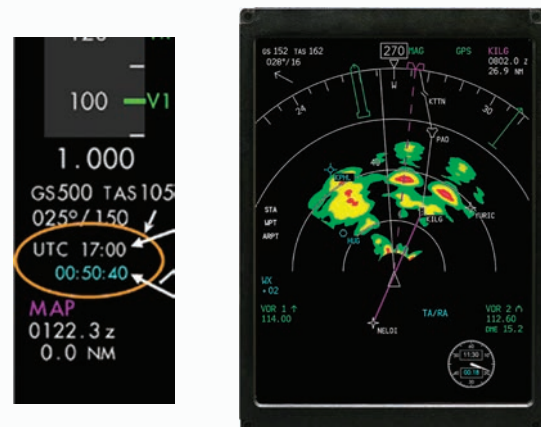 120
100 V1
1.000
GS500 TAS105
025°/150
UTC 17:00
00:50:40
MAP
0122.3z
0.0 NM
GS 152 TAS 162
028°/16
270 MAG
GPS
KILG
0802.0 z
26.9 NM
24
W
30
KTTN
PAO
40
KPHL
KILG
YURIC
STA
WPT
ARPT
HUG
WX
+02
VOR 1 ↑
114.00
TA/RA
VOR 2
112.60
DME 15.2
NELDI
11:30
00:18